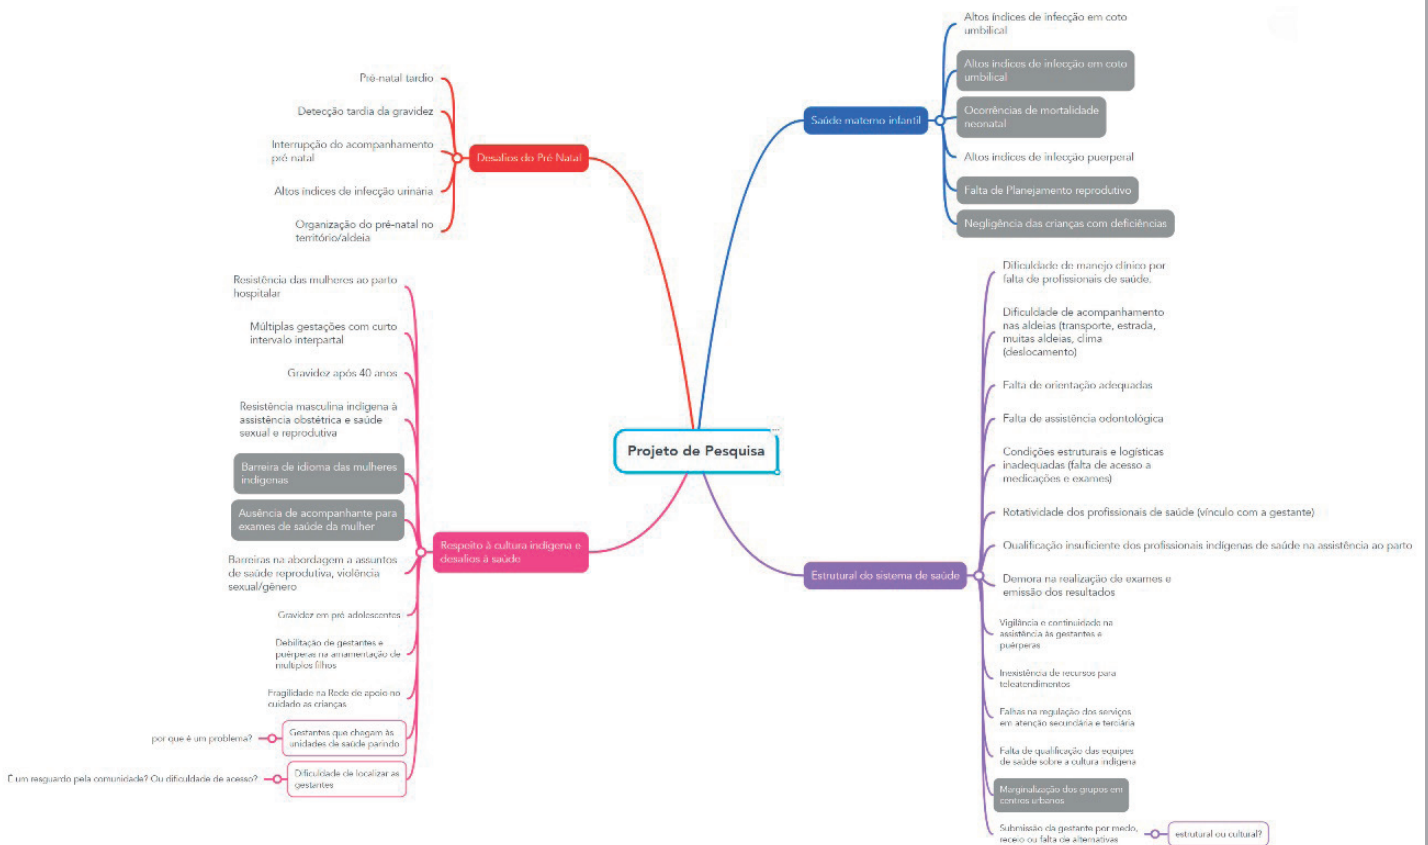 Projeto de Pesquisa
Desafios do Pré Natal
Pré-natal tardio
Detecção tardia da gravidez
Interrupção do acompanhamento
pré natal
Altos índices de infecção urinária
Organização do pré-natal no
território/aldeia
Saúde materno infantil
Altos índices de infecção em coto
umbilical
Altos índices de infecção em coto
umbilical
Ocorrências de mortalidade
neonatal
Altos índices de infecção puerperal
Falta de Planejamento reprodutivo
Negligência das crianças com deficiências
Respeito à cultura indígena e
desafios à saúde
Resistência das mulheres ao parto
hospitalar
Múltiplas gestações com curto
intervalo interpartal
Gravidez após 40 anos
Resistência masculina indígena à
assistência obstétrica e saúde
sexual e reprodutiva
Barreira de idioma das mulheres
indígenas
Ausência de acompanhante para
exames de saúde da mulher
Barreiras na abordagem a assuntos
de saúde reprodutiva, violência
sexual/gênero
Gravidez em pré adolescentes
Debilitação de gestantes e
puérperas na amamentação de
multiplos filhos
Fragilidade na Rede de apoio no
cuidado as crianças
Gestantes que chegam às
unidades de saúde parindo
por que é um problema?
Dificuldade de localizar as
gestantes
É um resguardo pela comunidade? Ou dificuldade de acesso?
Estrutural do sistema de saúde
Dificuldade de manejo clínico por
falta de profissionais de saúde.
Dificuldade de acompanhamento
nas aldeias (transporte, estrada,
muitas aldeias, clima
(deslocamento)
Falta de orientação adequadas
Falta de assistência odontológica
Condições estruturais e logísticas
inadequadas (falta de acesso a
medicações e exames)
Rotatividade dos profissionais de saúde (vínculo com a gestante)
Qualificação insuficiente dos profissionais indígenas de saúde na assistência ao parto
Demora na realização de exames e
emissão dos resultados
Vigilância e continuidade na
assistência às gestantes e
puérperas
Inexistência de recursos para
teleatendimentos
Falhas na regulação dos serviços
em atenção secundária e terciária
Falta de qualificação das equipes
de saúde sobre a cultura indígena
Marginalização dos grupos em
centros urbanos
Submissão da gestante por medo,
receio ou falta de alternativas
estrutural ou cultural?